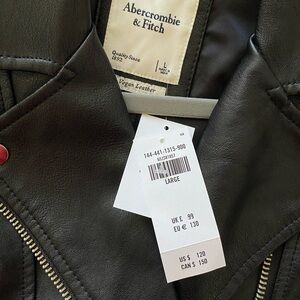 Abercrombie
& Fitch
Quality Since
1892
L
Vegan Leather
144-441-1315-900
LARGE
UK £ 99
EU € 130
US $ 120
CAN $ 150